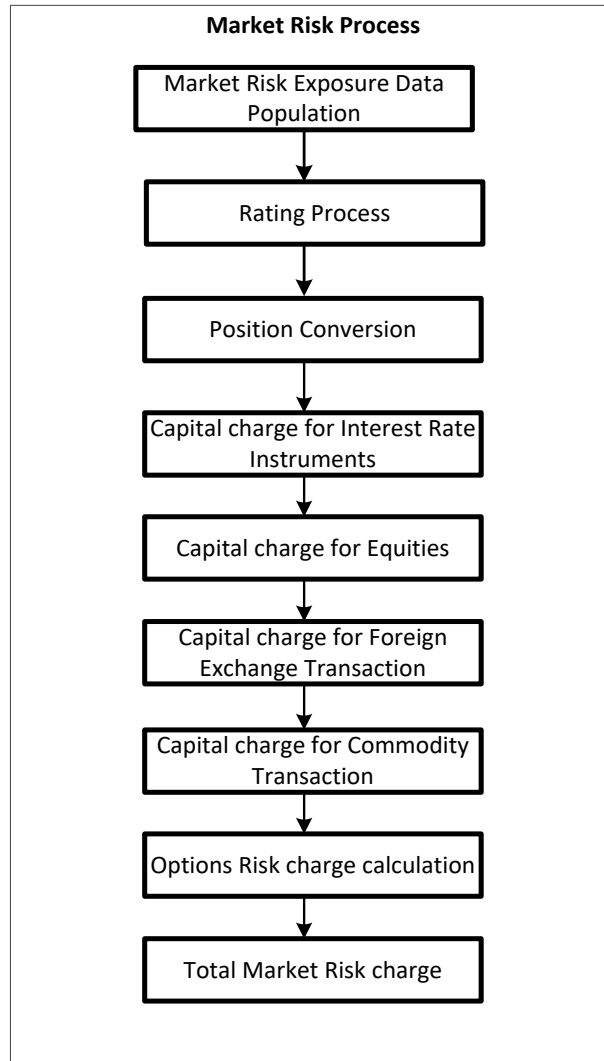 Market Risk Process
Market Risk Exposure Data
Population
Rating Process
Position Conversion
Capital charge for Interest Rate
Instruments
Capital charge for Equities
Capital charge for Foreign
Exchange Transaction
Capital charge for Commodity
Transaction
Options Risk charge calculation
Total Market Risk charge